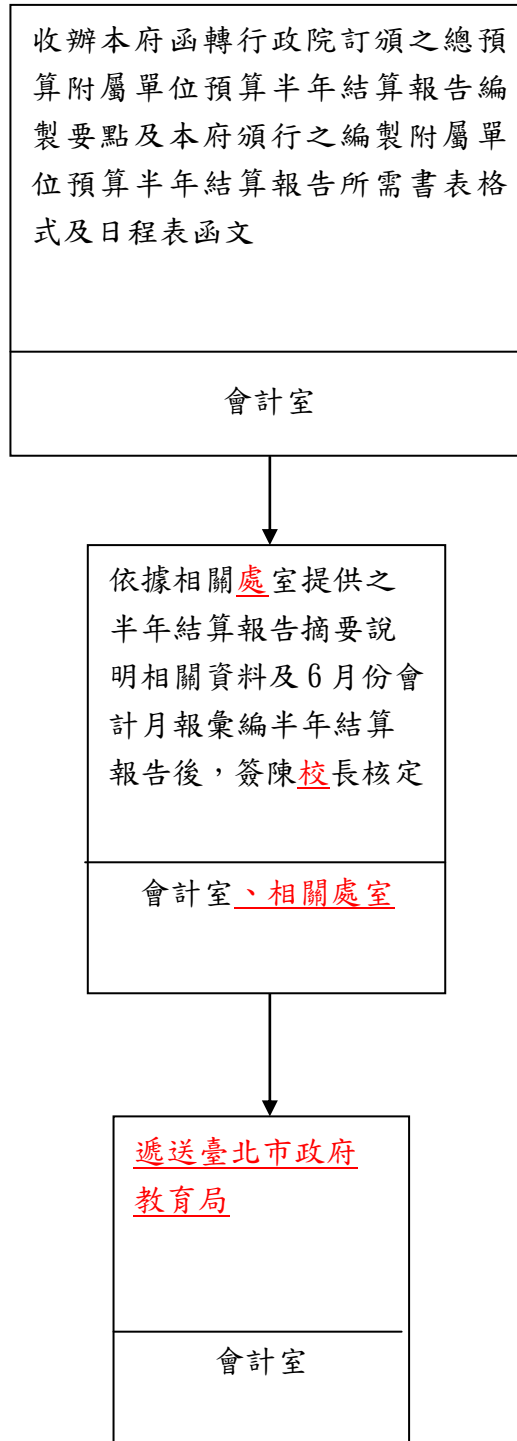 收辦本府函轉行政院訂頒之總預
算附屬單位預算半年結算報告編
製要點及本府頒行之編製附屬單
位預算半年結算報告所需書表格
式及日程表函文
會計室
依據相關處室提供之
半年結算報告摘要說
明相關資料及6月份會
計月報彙編半年結算
報告後，簽陳校長核定
會計室、相關處室
遞送臺北市政府
教育局
會計室